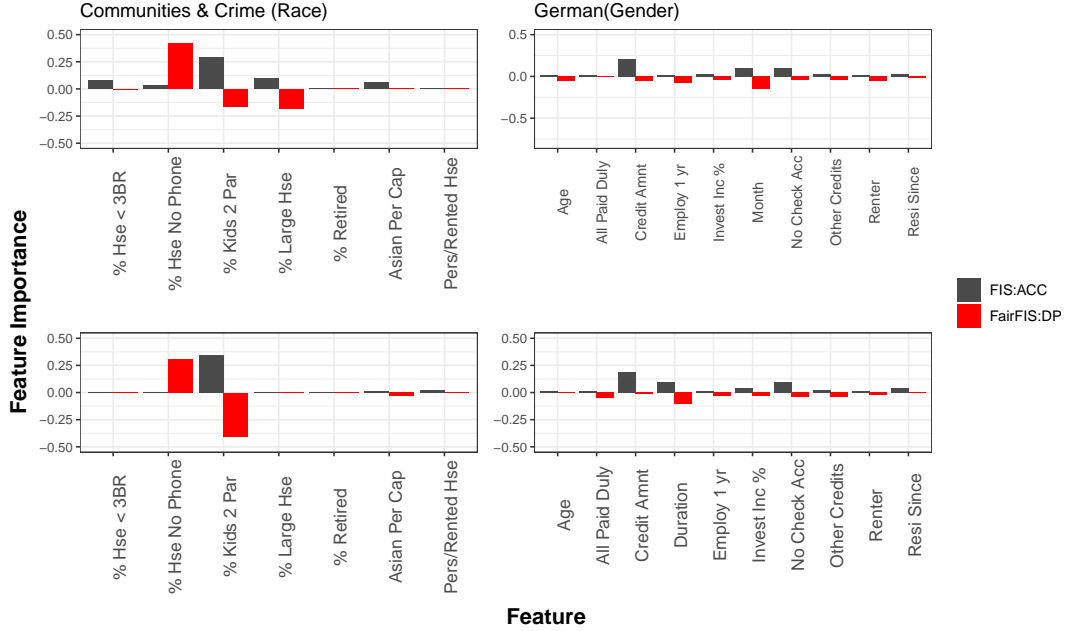 Communities & Crime (Race)
German(Gender)
0.50
0.25
0.00
−0.25
−0.50
% Hse < 3BR
% Hse No Phone
% Kids 2 Par
% Large Hse
% Retired
Asian Per Cap
Pers/Rented Hse
0.5
0.0
−0.5
Age
All Paid Duly
Credit Amnt
Employ 1 yr
Invest Inc %
Month
No Check Acc
Other Credits
Renter
Resi Since
Feature Importance
FIS:ACC
FairFIS:DP
0.50
0.25
0.00
−0.25
−0.50
% Hse < 3BR
% Hse No Phone
% Kids 2 Par
% Large Hse
% Retired
Asian Per Cap
Pers/Rented Hse
0.50
0.25
0.00
−0.25
−0.50
Age
All Paid Duly
Credit Amnt
Duration
Employ 1 yr
Invest Inc %
No Check Acc
Other Credits
Renter
Resi Since
Feature